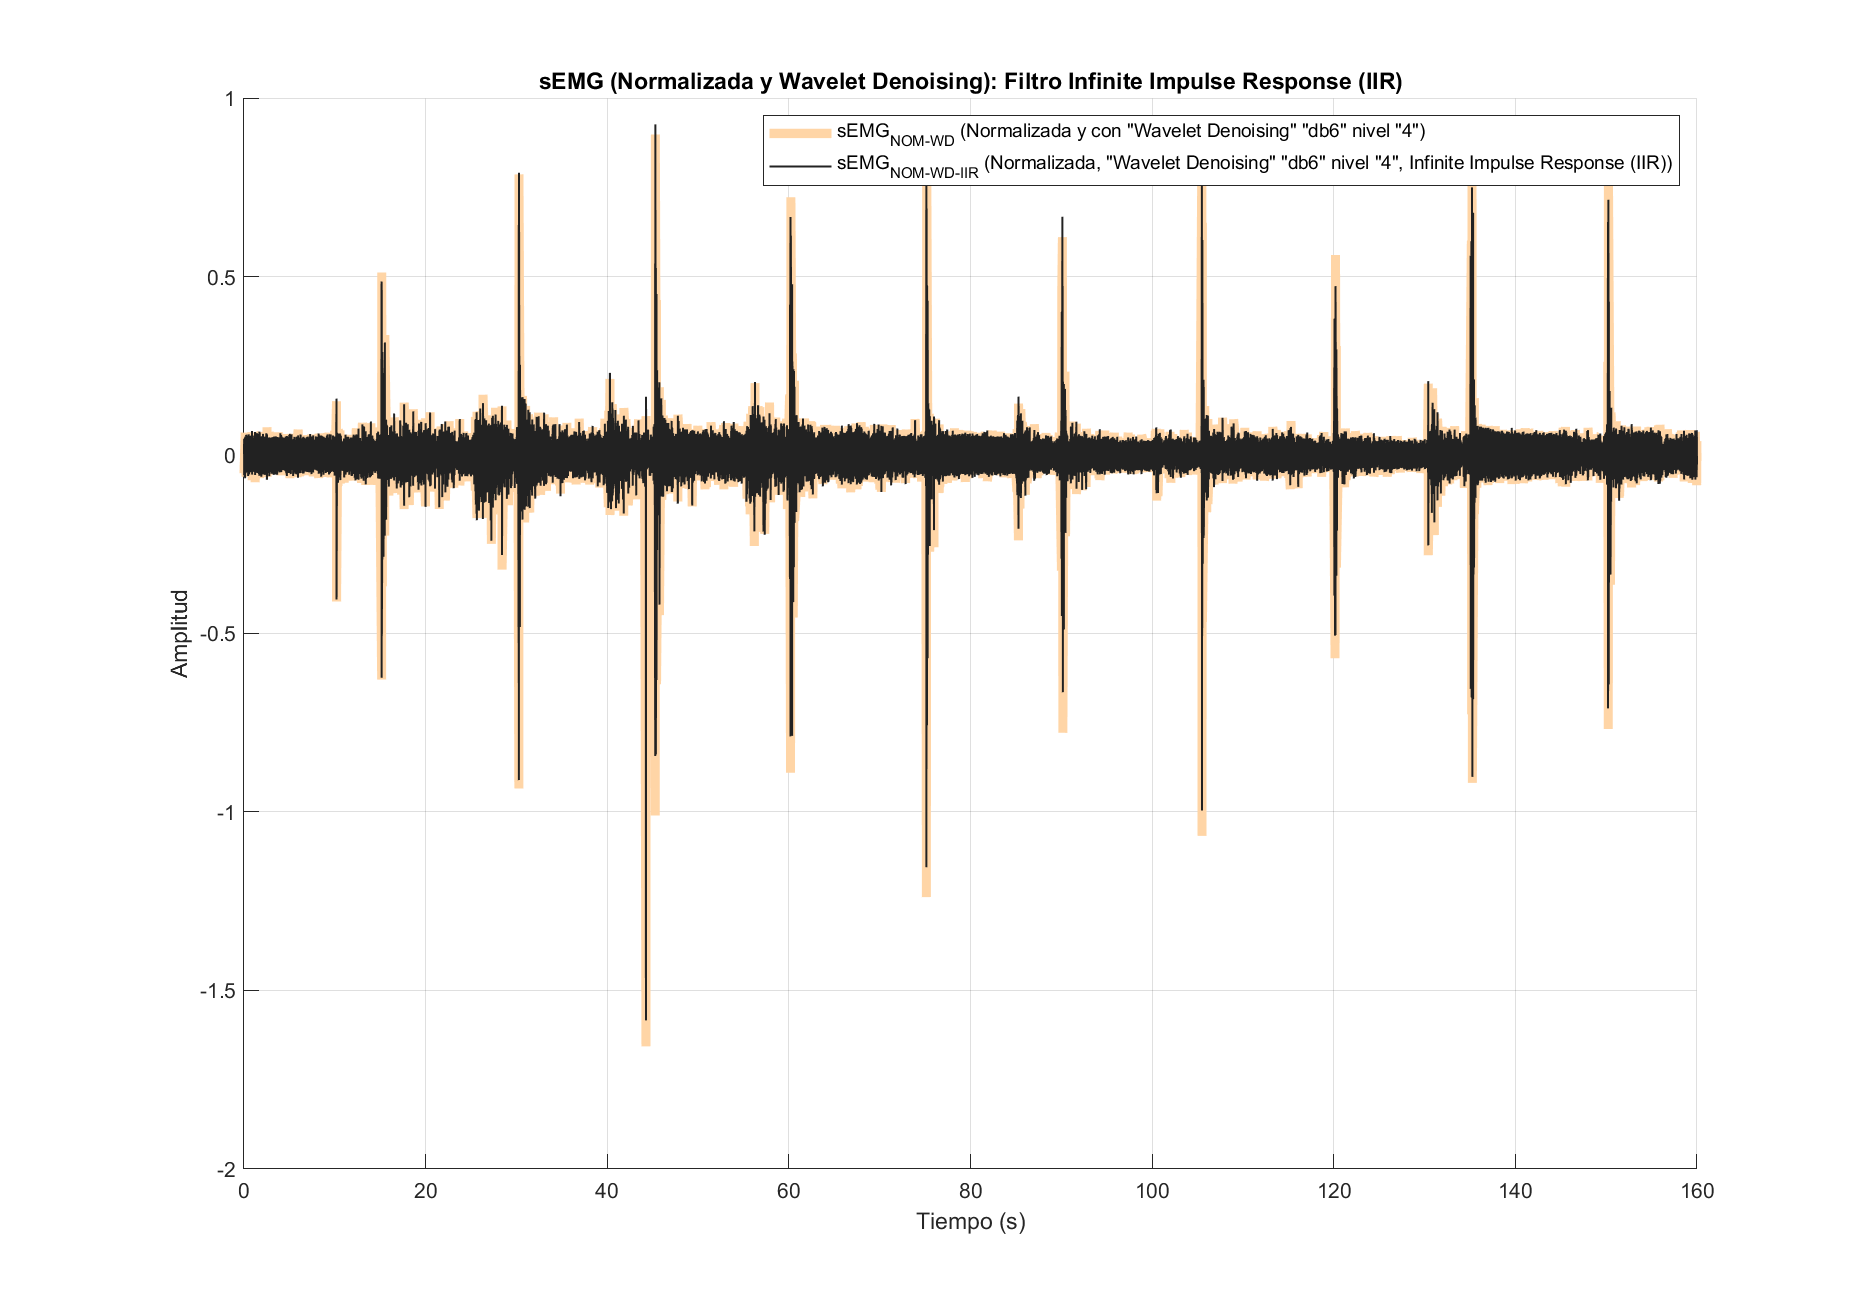 sEMG (Normalizada y Wavelet Denoising): Filtro Infinite Impulse Response (IIR)
sEMG_NOM-WD (Normalizada y con "Wavelet Denoising" "db6" nivel "4")
sEMG_NOM-WD-IIR (Normalizada, "Wavelet Denoising" "db6" nivel "4", Infinite Impulse Response (IIR))
1
0.5
0
-0.5
-1
-1.5
-2
Amplitud
0 20 40 60 80 100 120 140 160
Tiempo (s)